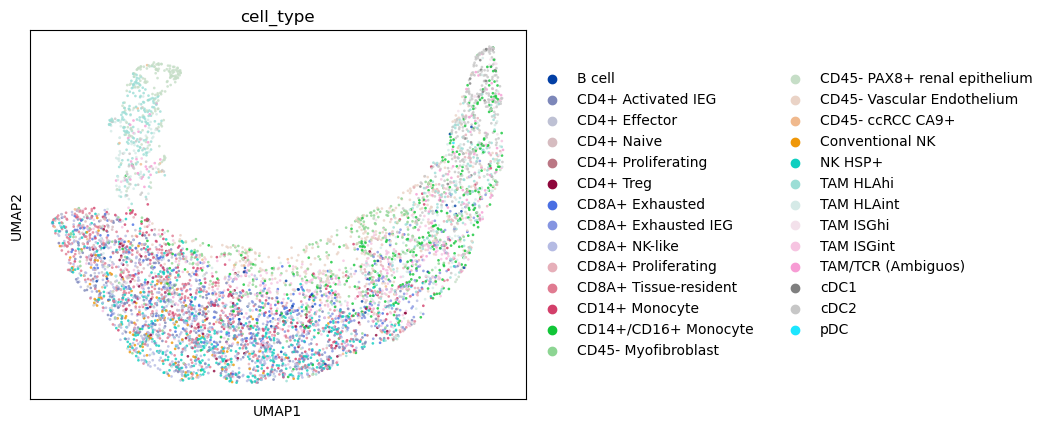 cell_type
UMAP2
UMAP1
B cell
CD4+ Activated IEG
CD4+ Effector
CD4+ Naive
CD4+ Proliferating
CD4+ Treg
CD8A+ Exhausted
CD8A+ Exhausted IEG
CD8A+ NK-like
CD8A+ Proliferating
CD8A+ Tissue-resident
CD14+ Monocyte
CD14+/CD16+ Monocyte
CD45- Myofibroblast
CD45- PAX8+ renal epithelium
CD45- Vascular Endothelium
CD45- ccRCC CA9+
Conventional NK
NK HSP+
TAM HLAhi
TAM HLAint
TAM ISGhi
TAM ISGint
TAM/TCR (Ambiguos)
cDC1
cDC2
pDC